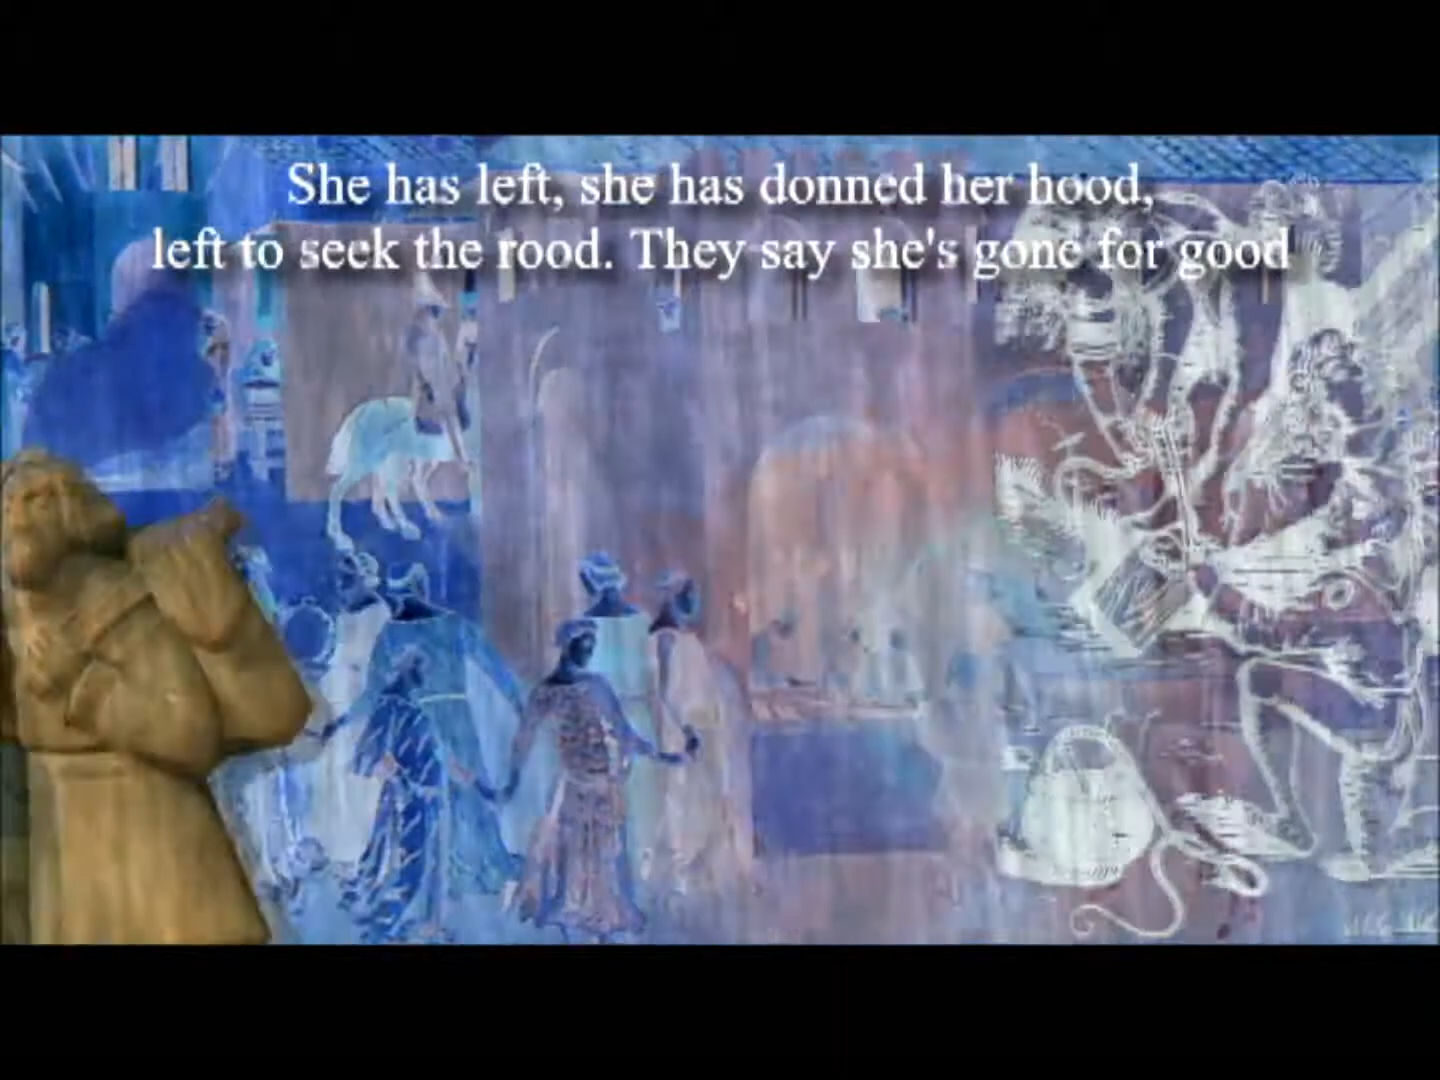 She has left, she has donned her hood,
left to seek the rood. They say she's gone for good